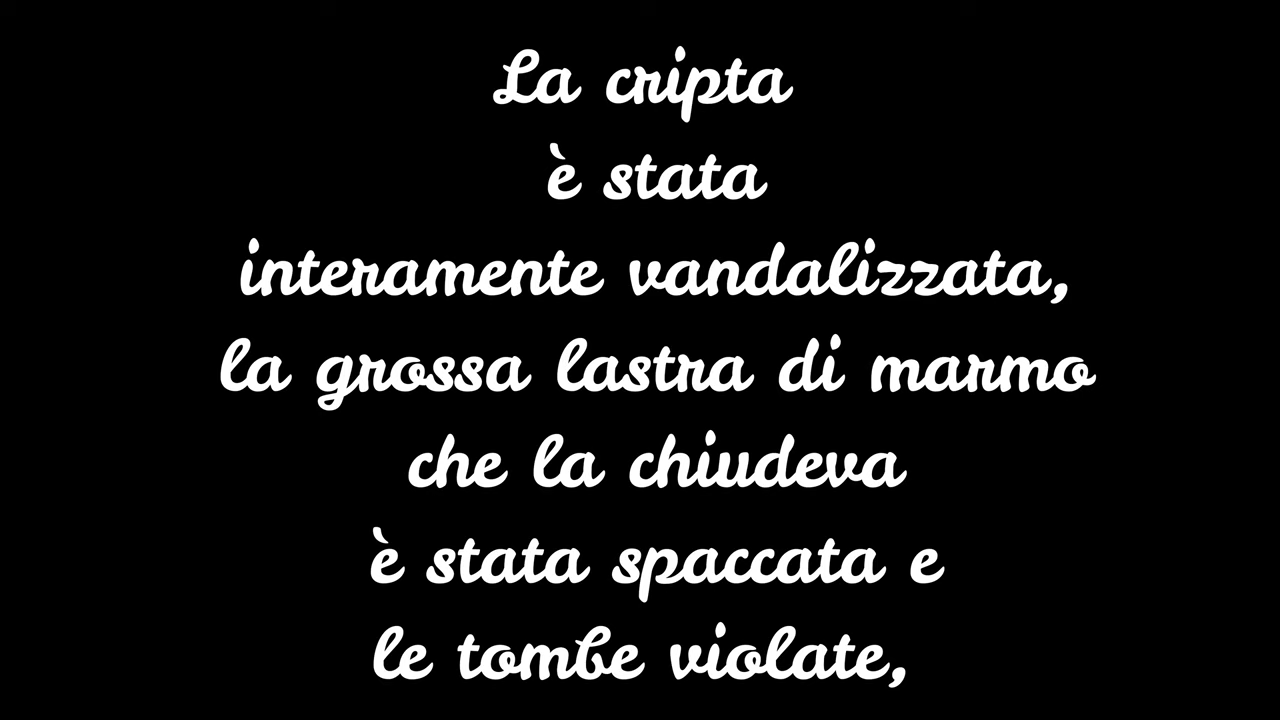 La cripta
è stata
interamente vandalizzata,
la grossa lastra di marmo
che la chiudeva
è stata spaccata e
le tombe violate,